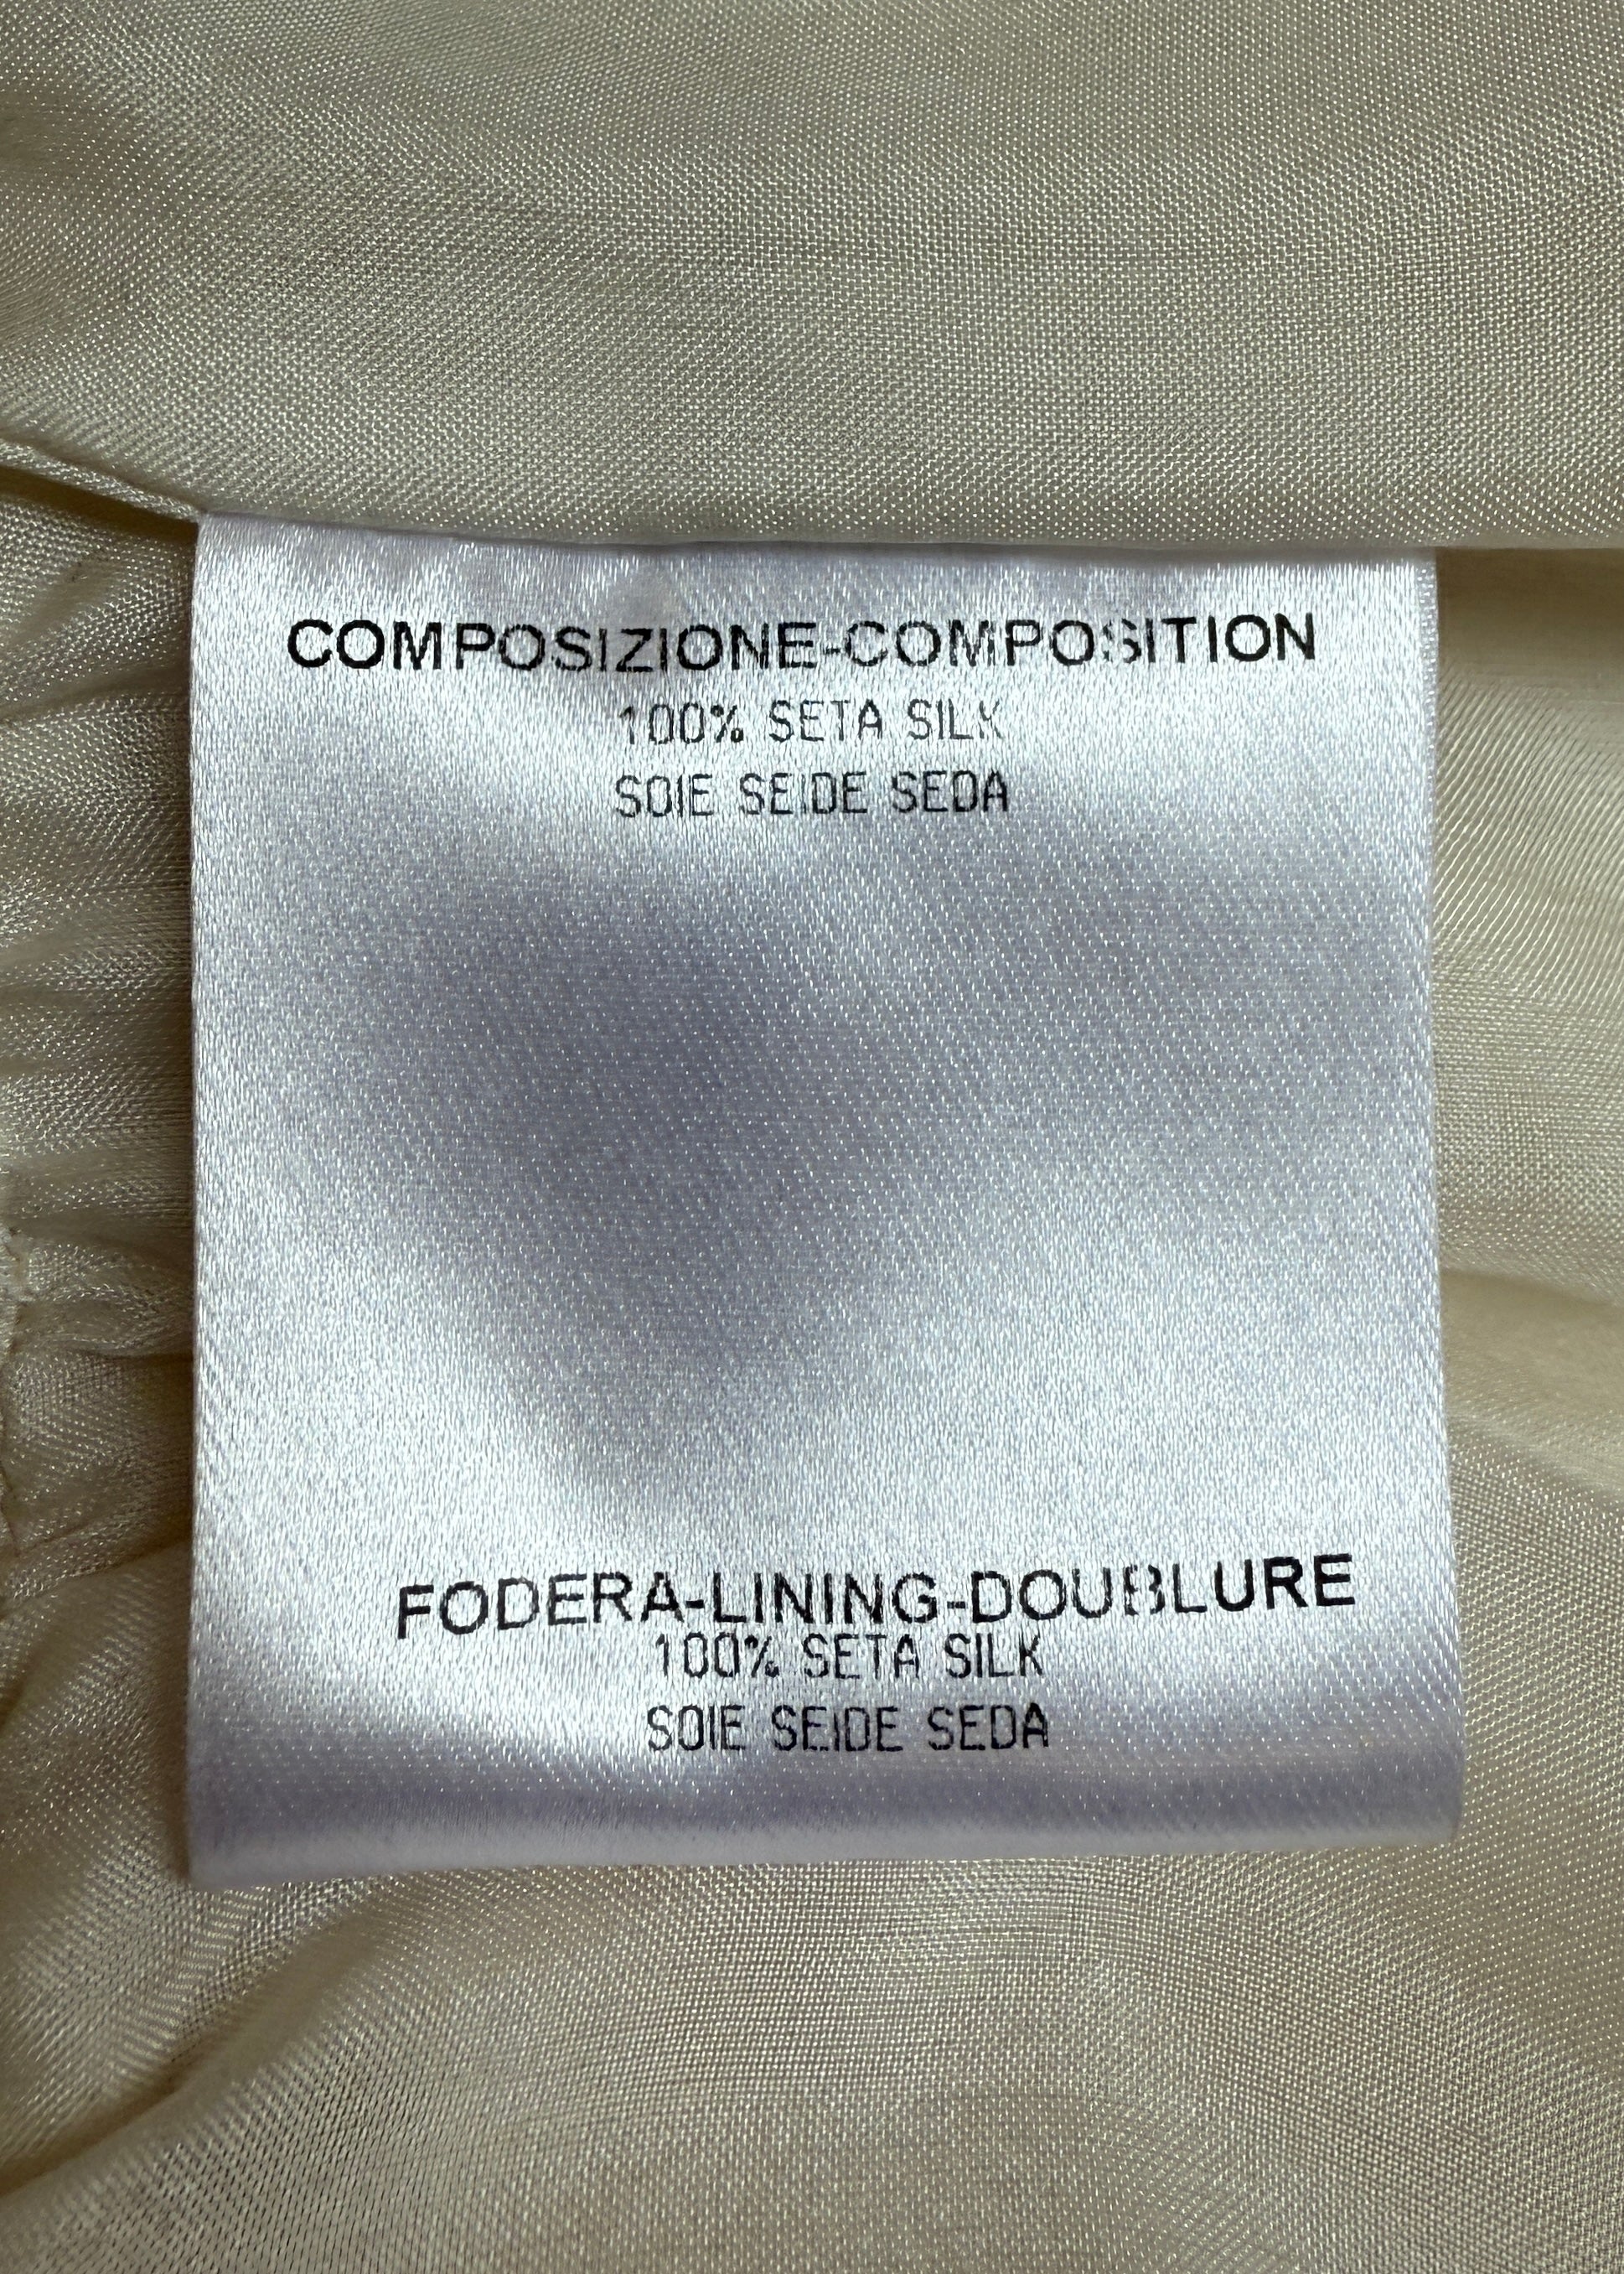 COMPOSIZIONE-COMPOSITION
100% SETA SILK
SOIE SEIDE SEDA
FODERA-LINING-DOUBLURE
100% SETA SILK
SOIE SEIDE SEDA